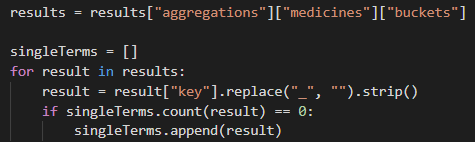 results = results["aggregations"]["medicines"]["buckets"]
singleTerms = []
for result in results:
result = result["key"].replace("_", "").strip()
if singleTerms.count(result) == 0:
singleTerms.append(result)